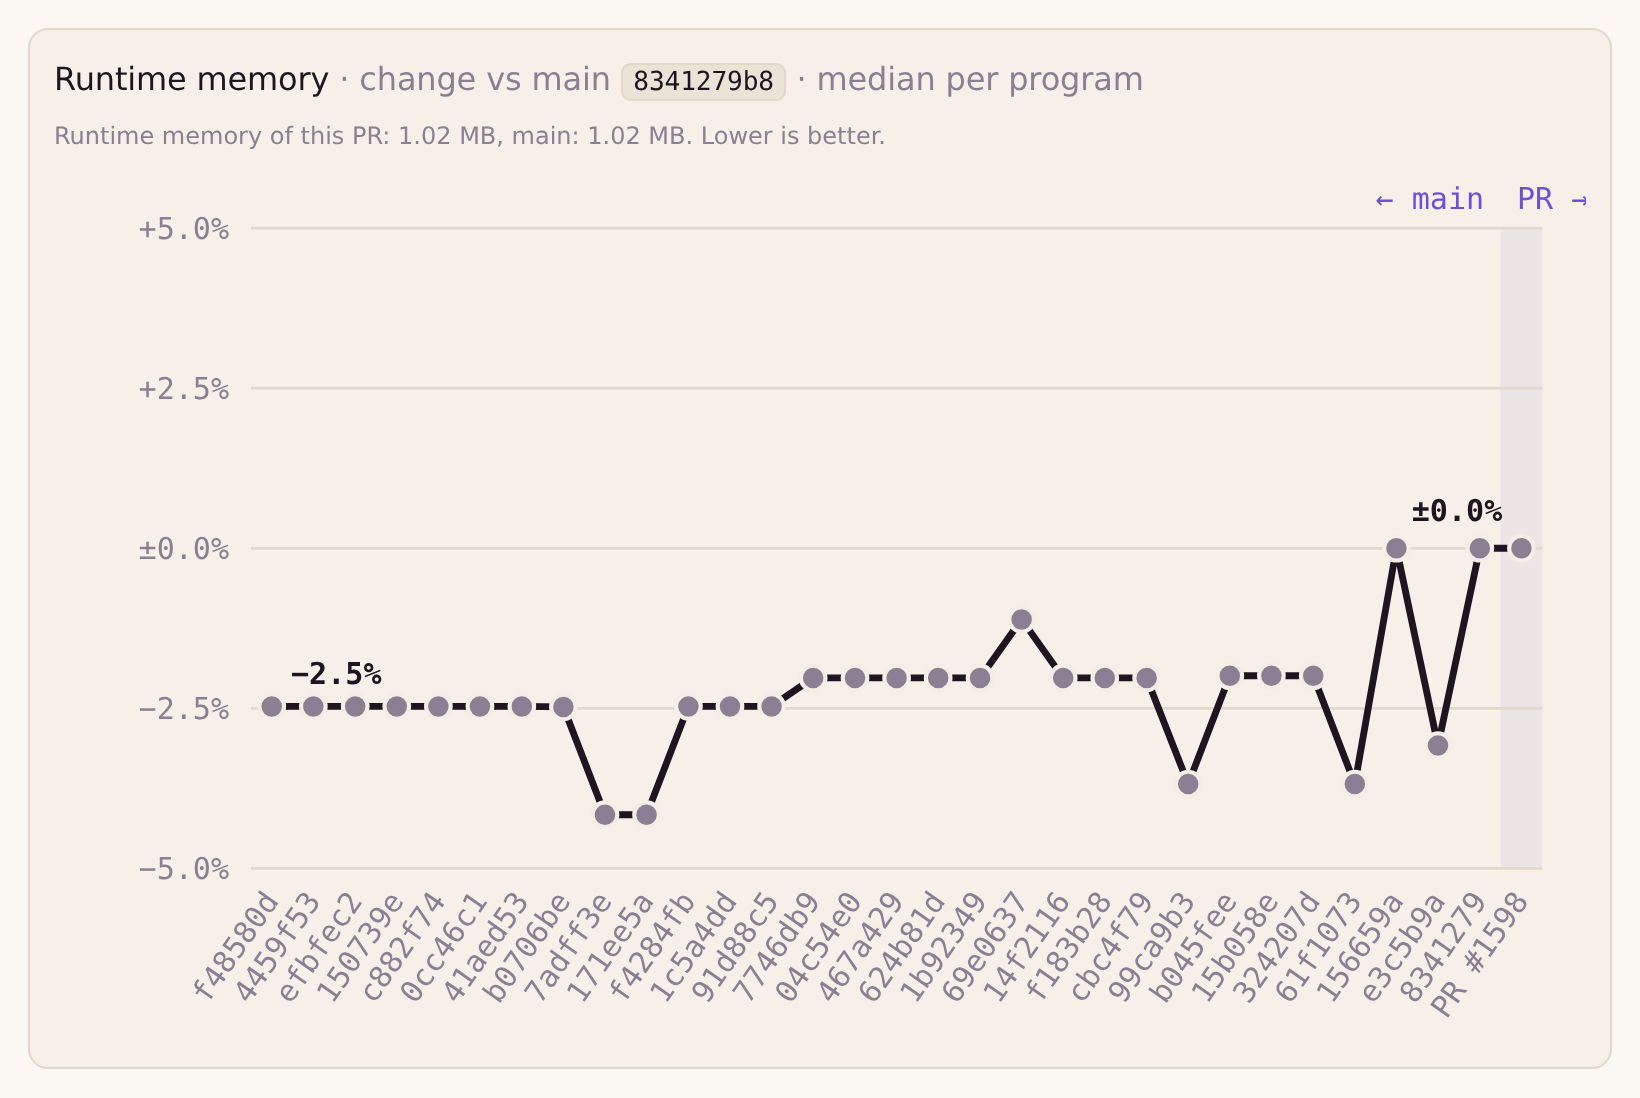 Runtime memory · change vs main 8341279b8 · median per program
Runtime memory of this PR: 1.02 MB, main: 1.02 MB. Lower is better.
← main PR →
+5.0%
+2.5%
±0.0%
±0.0%
−2.5%
−2.5%
−5.0%
f48580d
4459f53
efbfec2
150739e
c882f74
0cc46c1
41aed53
b0706be
7adff3e
171ee5a
f4284fb
1c5a4dd
91d88c5
7746db9
04c54e0
467a429
624b81d
1b92349
69e0637
14f2116
f183b28
cbc4f79
99ca9b3
b045fee
15b058e
324207d
61f1073
156659a
e3c5b9a
8341279
PR #1598